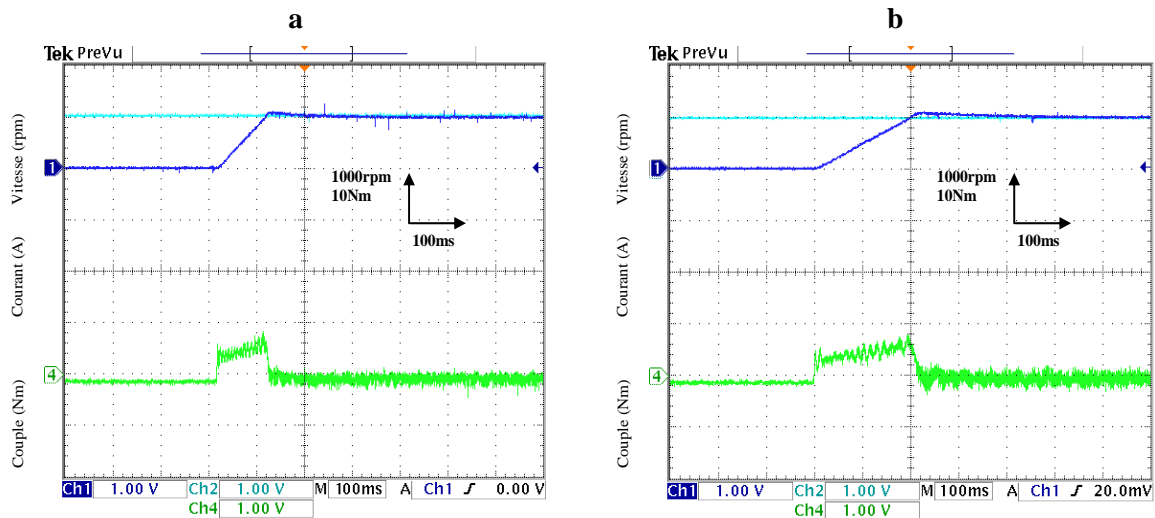 a
Tek PreVu
Vitesse (rpm)
Courant (A)
Couple (Nm)
1
1000rpm
10Nm
100ms
4
Ch1 1.00 V Ch2 1.00 V M 100ms A Ch1 0.00 V
Ch4 1.00 V
b
Tek PreVu
Vitesse (rpm)
Courant (A)
Couple (Nm)
1
1000rpm
10Nm
100ms
4
Ch1 1.00 V Ch2 1.00 V M 100ms A Ch1 20.0mV
Ch4 1.00 V